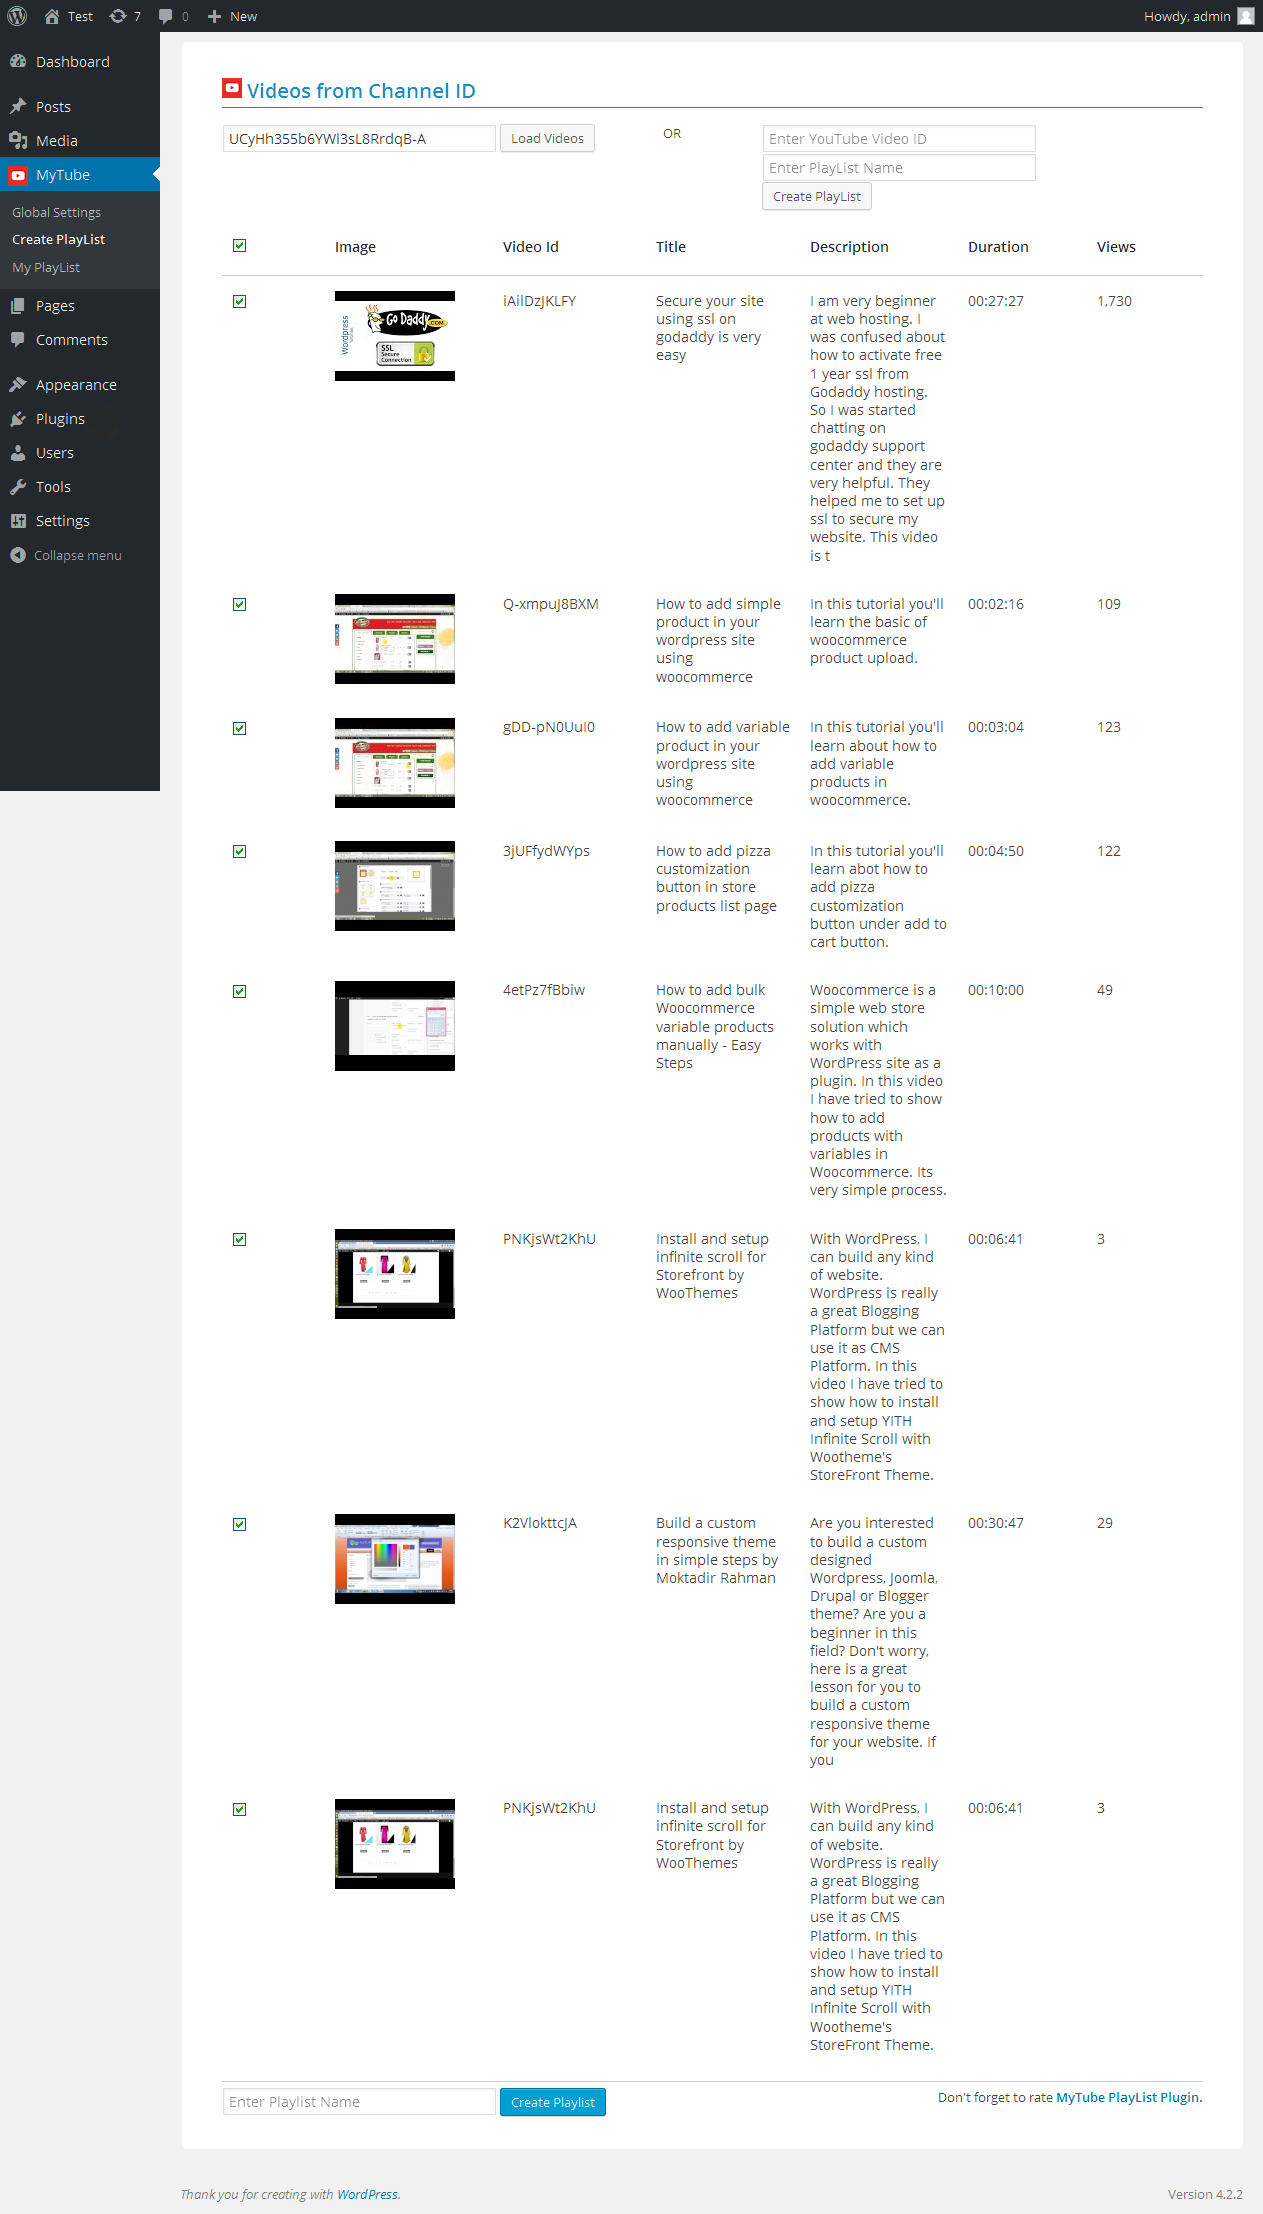 Test
7
0
New
Howdy, admin
Dashboard
Posts
Media
MyTube
Global Settings
Create PlayList
My PlayList
Pages
Comments
Appearance
Plugins
Users
Tools
Settings
Collapse menu
Videos from Channel ID
UCyHh355b6YWl3sL8RrdqB-A
Load Videos
OR
Enter YouTube Video ID
Enter PlayList Name
Create PlayList
Image
Video Id
Title
Description
Duration
Views
Wordpress
Go Daddy
.COM
SSL
Secure
Connection
iAilDzJKLFY
Secure your site
using ssl on
godaddy is very
easy
I am very beginner
at web hosting. I
was confused about
how to activate free
1 year ssl from
Godaddy hosting.
So I was started
chatting on
godaddy support
center and they are
very helpful. They
helped me to set up
ssl to secure my
website. This video
is t
00:27:27
1,730
Q-xmpuJ8BXM
How to add simple
product in your
wordpress site
using
woocommerce
In this tutorial you'll
learn the basic of
woocommerce
product upload.
00:02:16
109
gDD-pN0UuI0
How to add variable
product in your
wordpress site
using
woocommerce
In this tutorial you'll
learn about how to
add variable
products in
woocommerce.
00:03:04
123
3jUFfydWYps
How to add pizza
customization
button in store
products list page
In this tutorial you'll
learn abot how to
add pizza
customization
button under add to
cart button.
00:04:50
122
4etPz7fBbiw
How to add bulk
Woocommerce
variable products
manually - Easy
Steps
Woocommerce is a
simple web store
solution which
works with
WordPress site as a
plugin. In this video
I have tried to show
how to add
products with
variables in
Woocommerce. Its
very simple process.
00:10:00
49
PNKjsWt2KhU
Install and setup
infinite scroll for
Storefront by
WooThemes
With WordPress, I
can build any kind
of website.
WordPress is really
a great Blogging
Platform but we can
use it as CMS
Platform. In this
video I have tried to
show how to install
and setup YITH
Infinite Scroll with
Wootheme's
StoreFront Theme.
00:06:41
3
K2VlokttcJA
Build a custom
responsive theme
in simple steps by
Moktadir Rahman
Are you interested
to build a custom
designed
Wordpress, Joomla,
Drupal or Blogger
theme? Are you a
beginner in this
field? Don't worry,
here is a great
lesson for you to
build a custom
responsive theme
for your website. If
you
00:30:47
29
PNKjsWt2KhU
Install and setup
infinite scroll for
Storefront by
WooThemes
With WordPress, I
can build any kind
of website.
WordPress is really
a great Blogging
Platform but we can
use it as CMS
Platform. In this
video I have tried to
show how to install
and setup YITH
Infinite Scroll with
Wootheme's
StoreFront Theme.
00:06:41
3
Enter Playlist Name
Create Playlist
Don't forget to rate MyTube PlayList Plugin.
Thank you for creating with WordPress.
Version 4.2.2